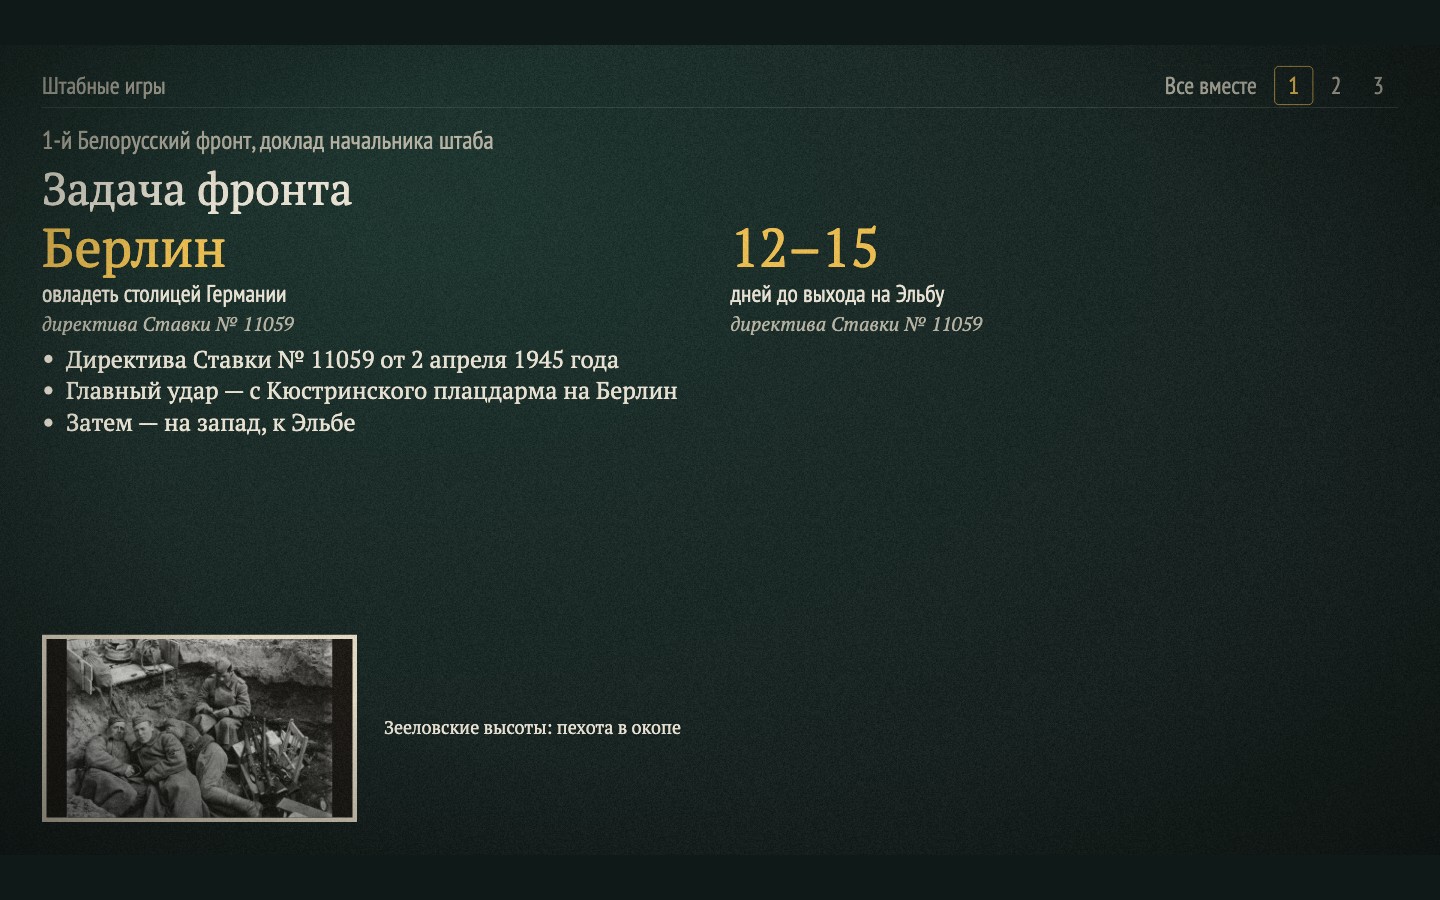 Штабные игры
Все вместе 1 2 3
1-й Белорусский фронт, доклад начальника штаба
Задача фронта
Берлин
овладеть столицей Германии
директива Ставки № 11059
12–15
дней до выхода на Эльбу
директива Ставки № 11059
• Директива Ставки № 11059 от 2 апреля 1945 года
• Главный удар — с Кюстринского плацдарма на Берлин
• Затем — на запад, к Эльбе
Зееловские высоты: пехота в окопе